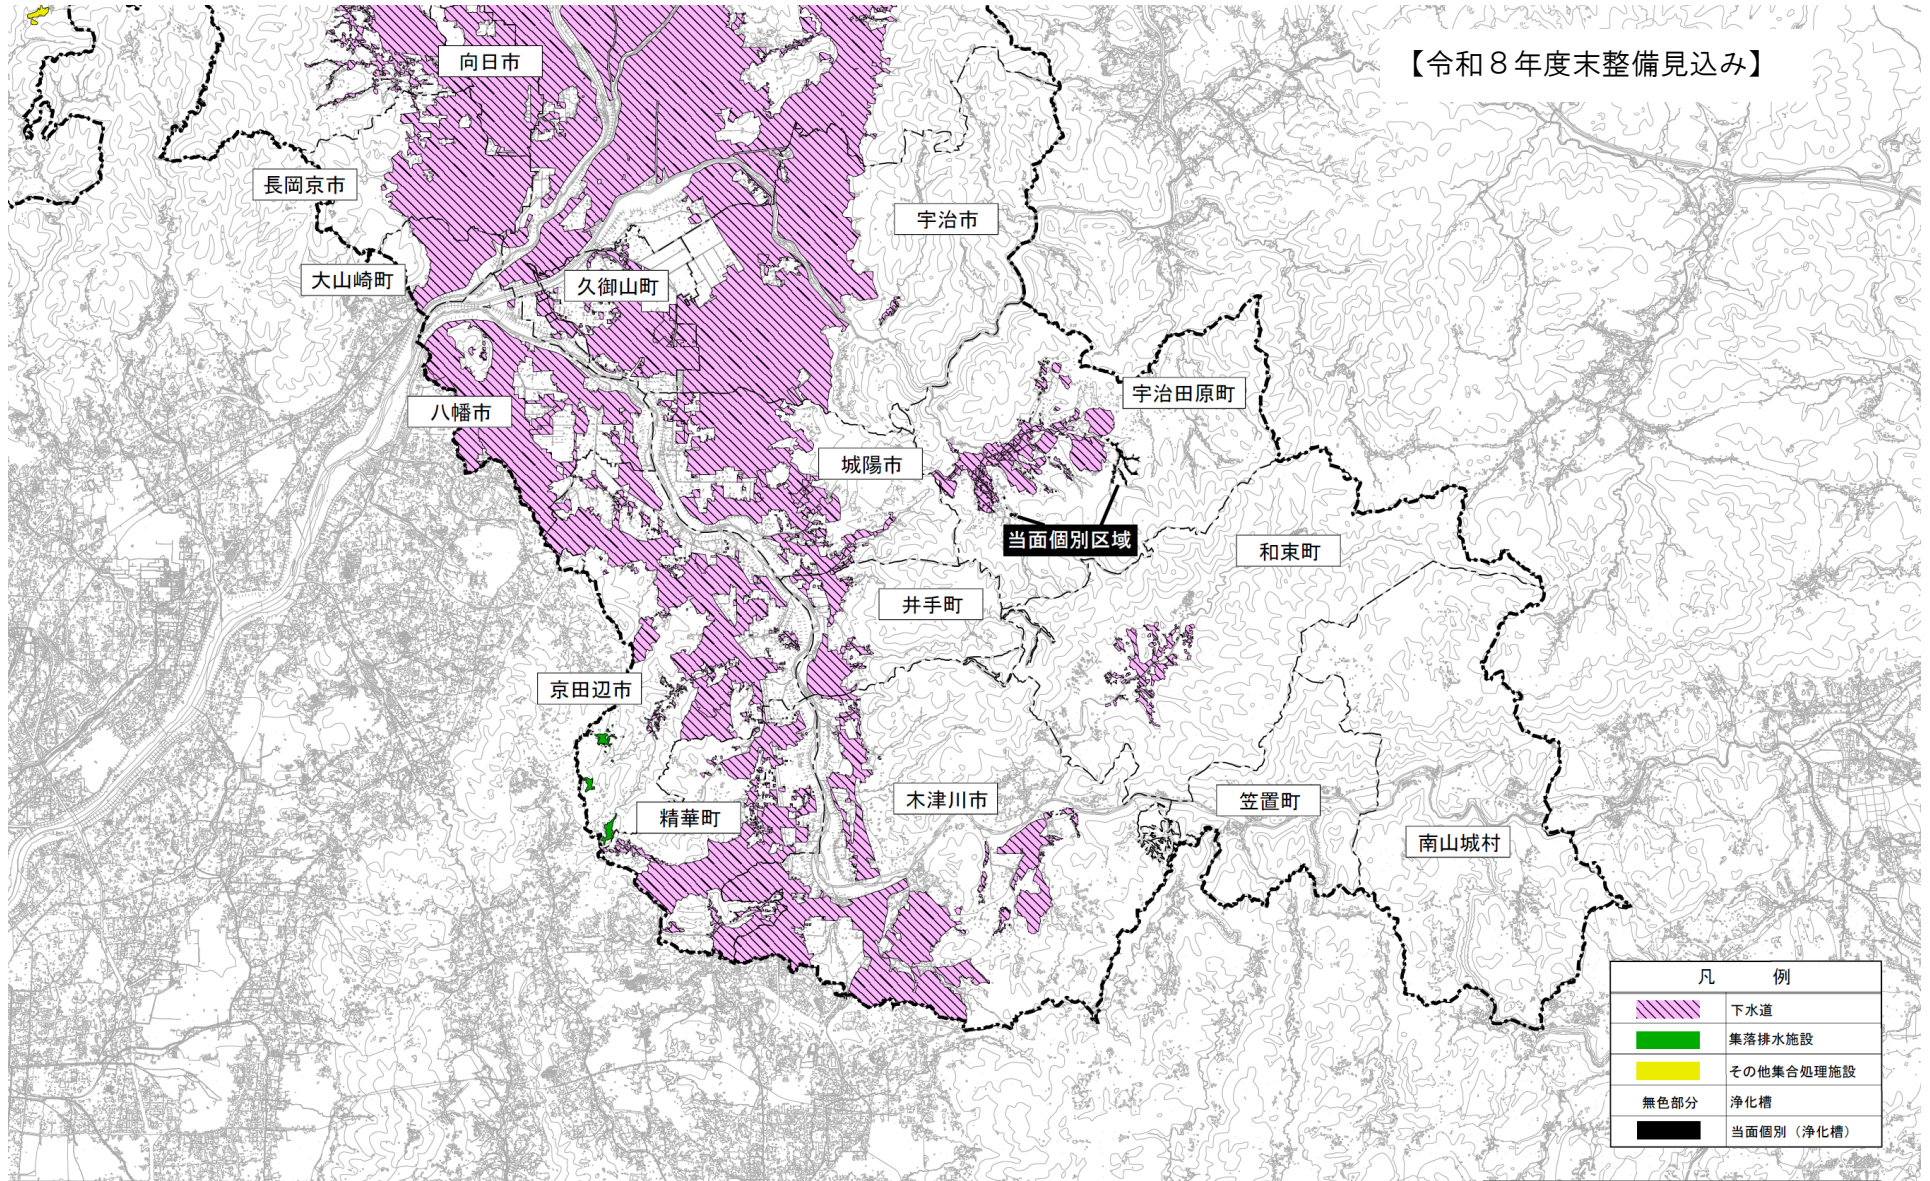 【令和８年度末整備見込み】
向日市
長岡京市
宇治市
大山崎町
久御山町
宇治田原町
八幡市
城陽市
当面個別区域
和束町
井手町
京田辺市
木津川市
笠置町
精華町
南山城村
凡　例
下水道
集落排水施設
その他集合処理施設
無色部分 浄化槽
当面個別（浄化槽）